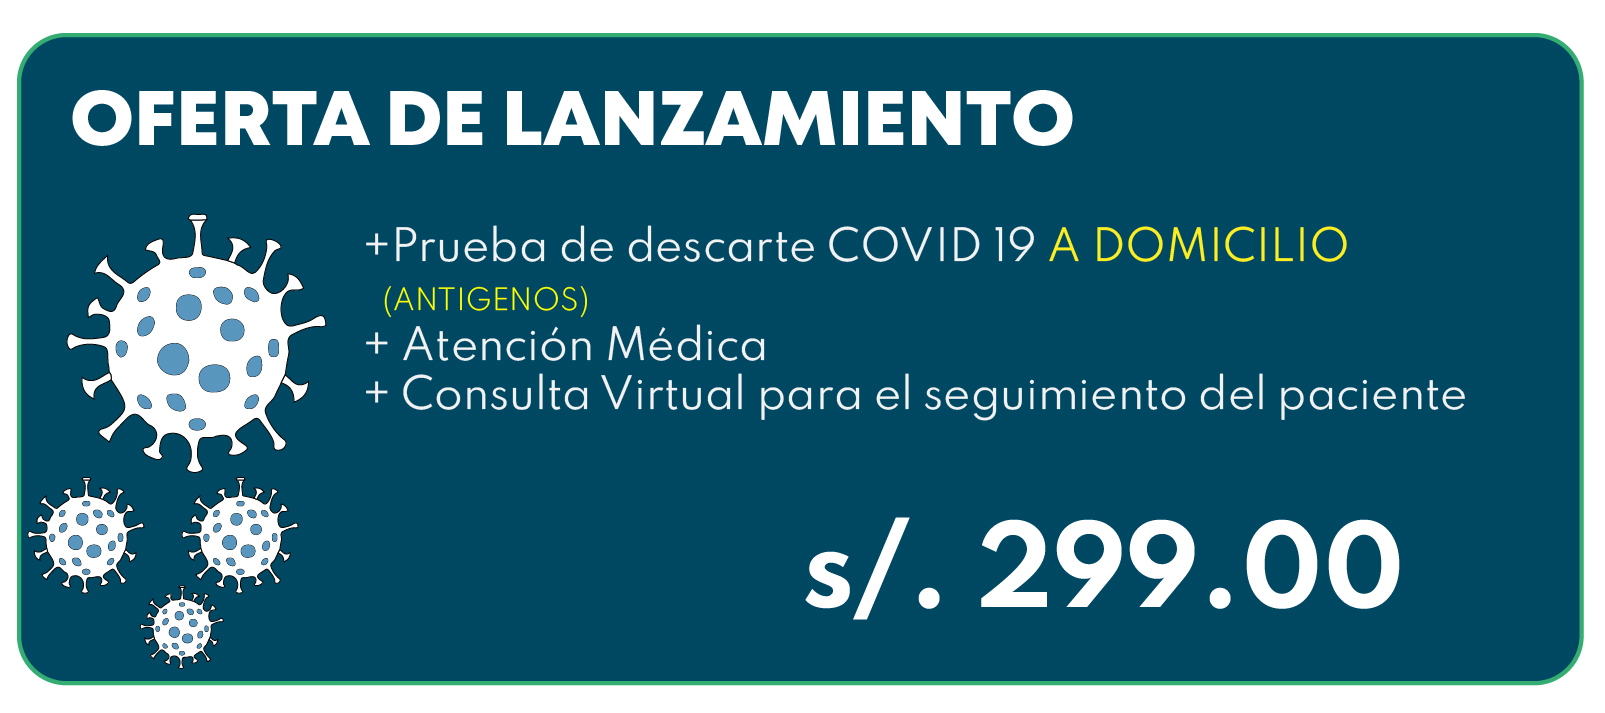 OFERTA DE LANZAMIENTO
+Prueba de descarte COVID 19 A DOMICILIO
(ANTIGENOS)
+ Atención Médica
+ Consulta Virtual para el seguimiento del paciente
s/. 299.00